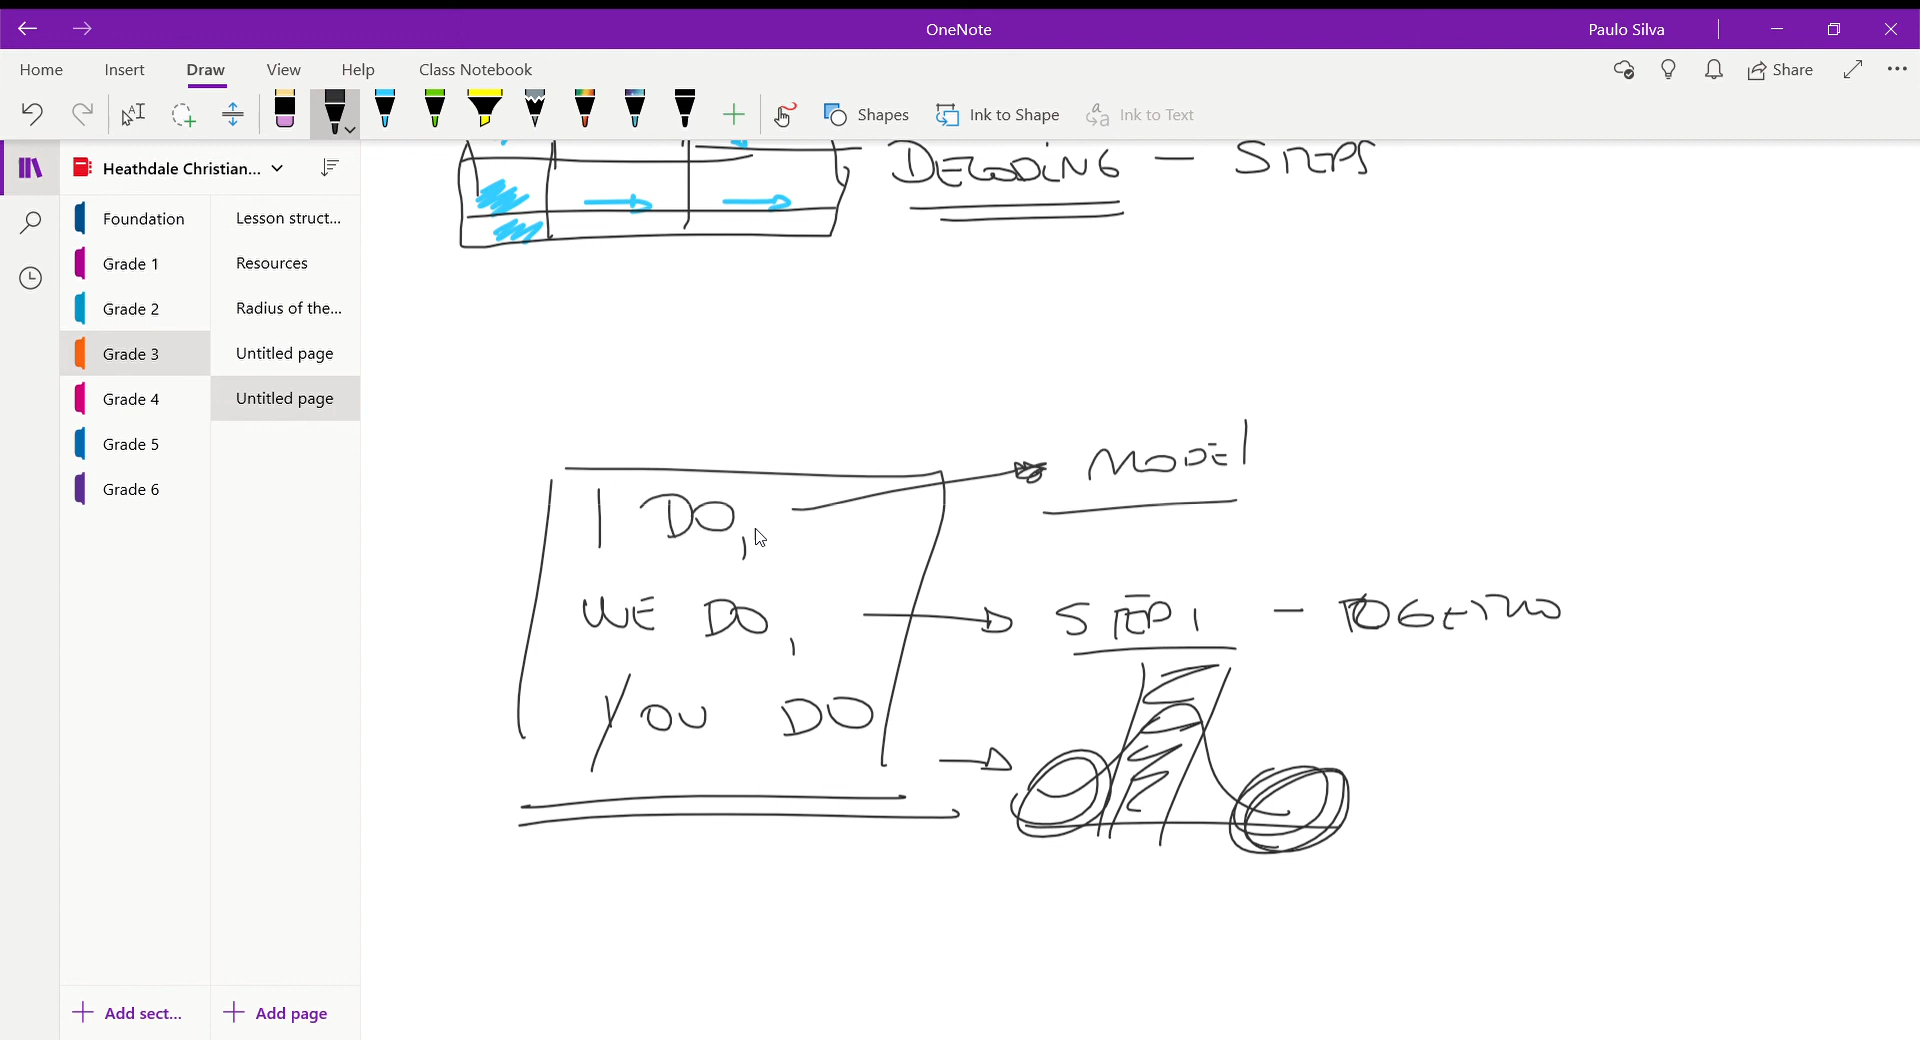 OneNote
Paulo Silva
Home Insert Draw View Help Class Notebook
Share
Shapes Ink to Shape Ink to Text
Heathdale Christian...
Foundation
Grade 1
Grade 2
Grade 3
Grade 4
Grade 5
Grade 6
Lesson struct...
Resources
Radius of the...
Untitled page
Untitled page
Add sect...
Add page
DECODING — STEPS
I DO, MODEL
WE DO, STEP 1 -
YOU DO